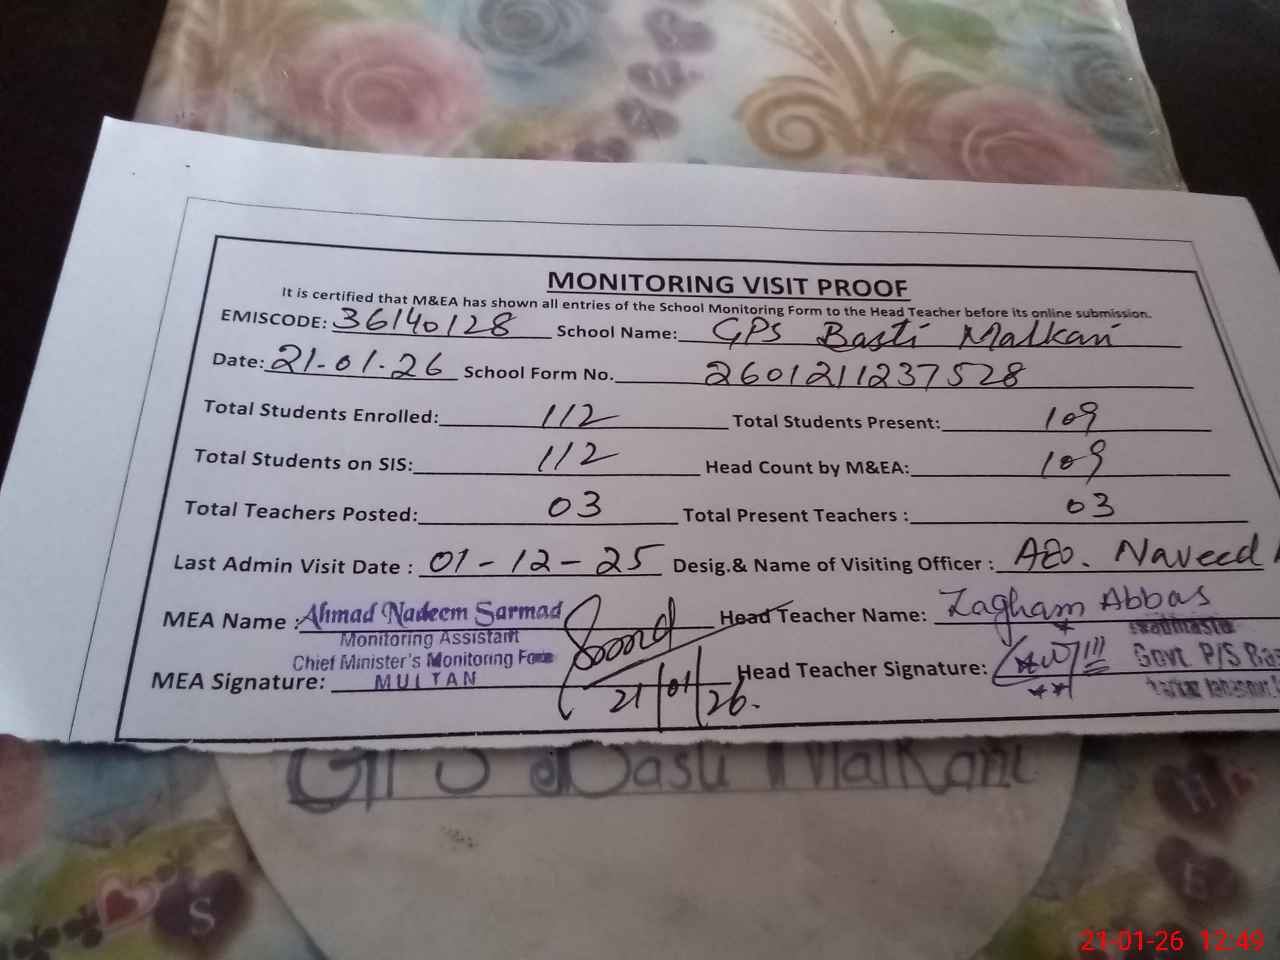 MONITORING VISIT PROOF
It is certified that M&EA has shown all entries of the School Monitoring Form to the Head Teacher before its online submission.
EMISCODE: 36140128 School Name: GPS Basti Malkani
Date: 21-01-26 School Form No. 2601211237528
Total Students Enrolled: 112 Total Students Present: 109
Total Students on SIS: 112 Head Count by M&EA: 109
Total Teachers Posted: 03 Total Present Teachers : 03
Last Admin Visit Date : 01-12-25 Desig.& Name of Visiting Officer : AEO. Naveed
MEA Name : Ahmad Nadeem Sarmad Head Teacher Name: Zagham Abbas
Monitoring Assistant
Chief Minister's Monitoring Force
MEA Signature: MULTAN 21/01/26. Head Teacher Signature: Govt P/S
GPS Basti Malkani
S
H
E
21-01-26 12:49